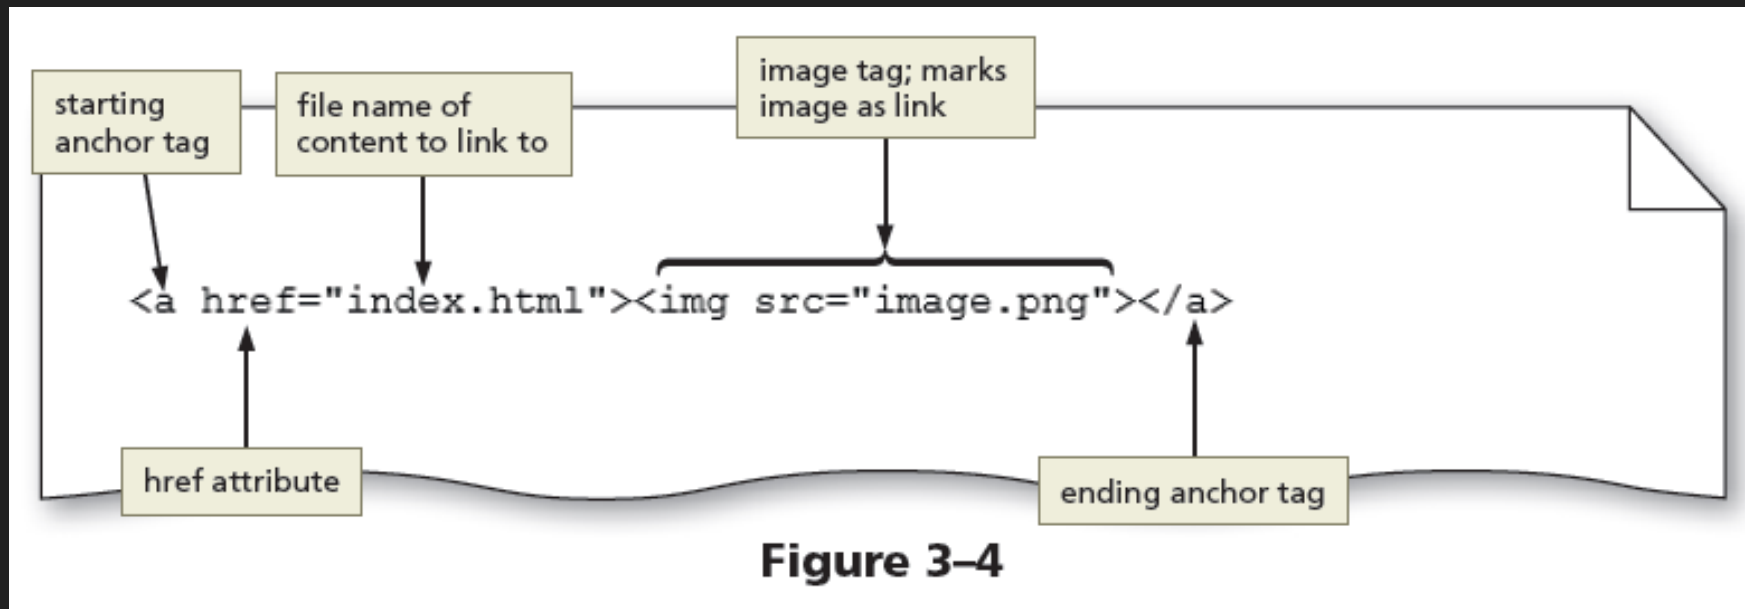 starting
anchor tag
file name of
content to link to
image tag; marks
image as link
<a href="index.html"><img src="image.png"></a>
href attribute
ending anchor tag
Figure 3–4